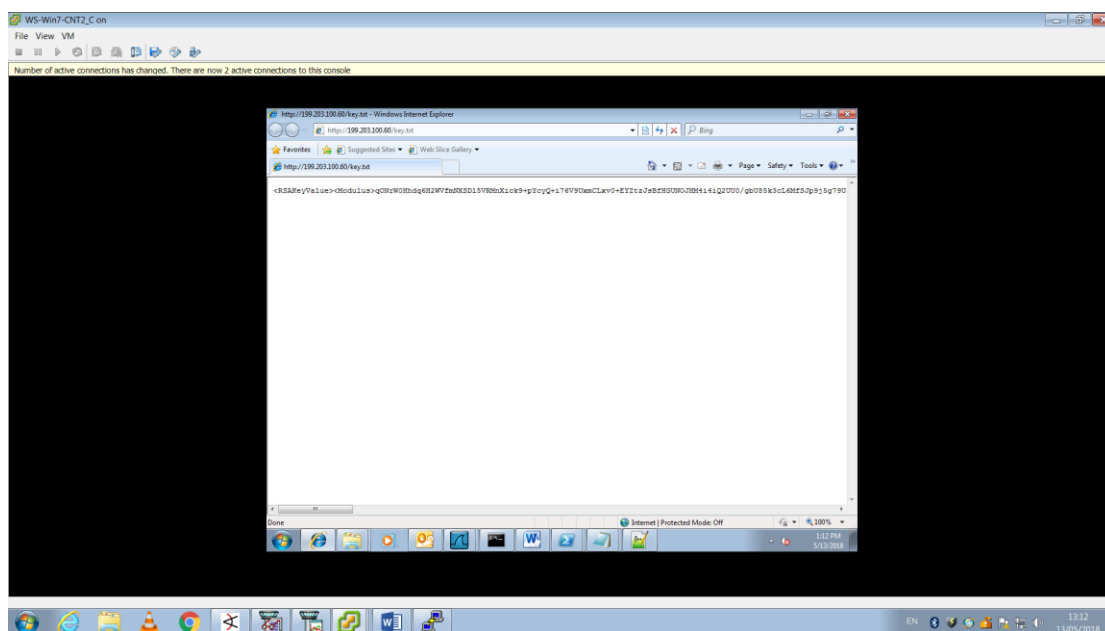 WS-Win7-CNT2_C on
File View VM
Number of active connections has changed. There are now 2 active connections to this console
http://199.203.100.60/key.txt - Windows Internet Explorer
http://199.203.100.60/key.txt
Bing
Favorites Suggested Sites Web Slice Gallery
http://199.203.100.60/key.txt
Page Safety Tools
<RSAKeyValue><Modulus>
Done
Internet | Protected Mode: Off
100%
1:12 PM
5/13/2018
EN
13:12
13/05/2018